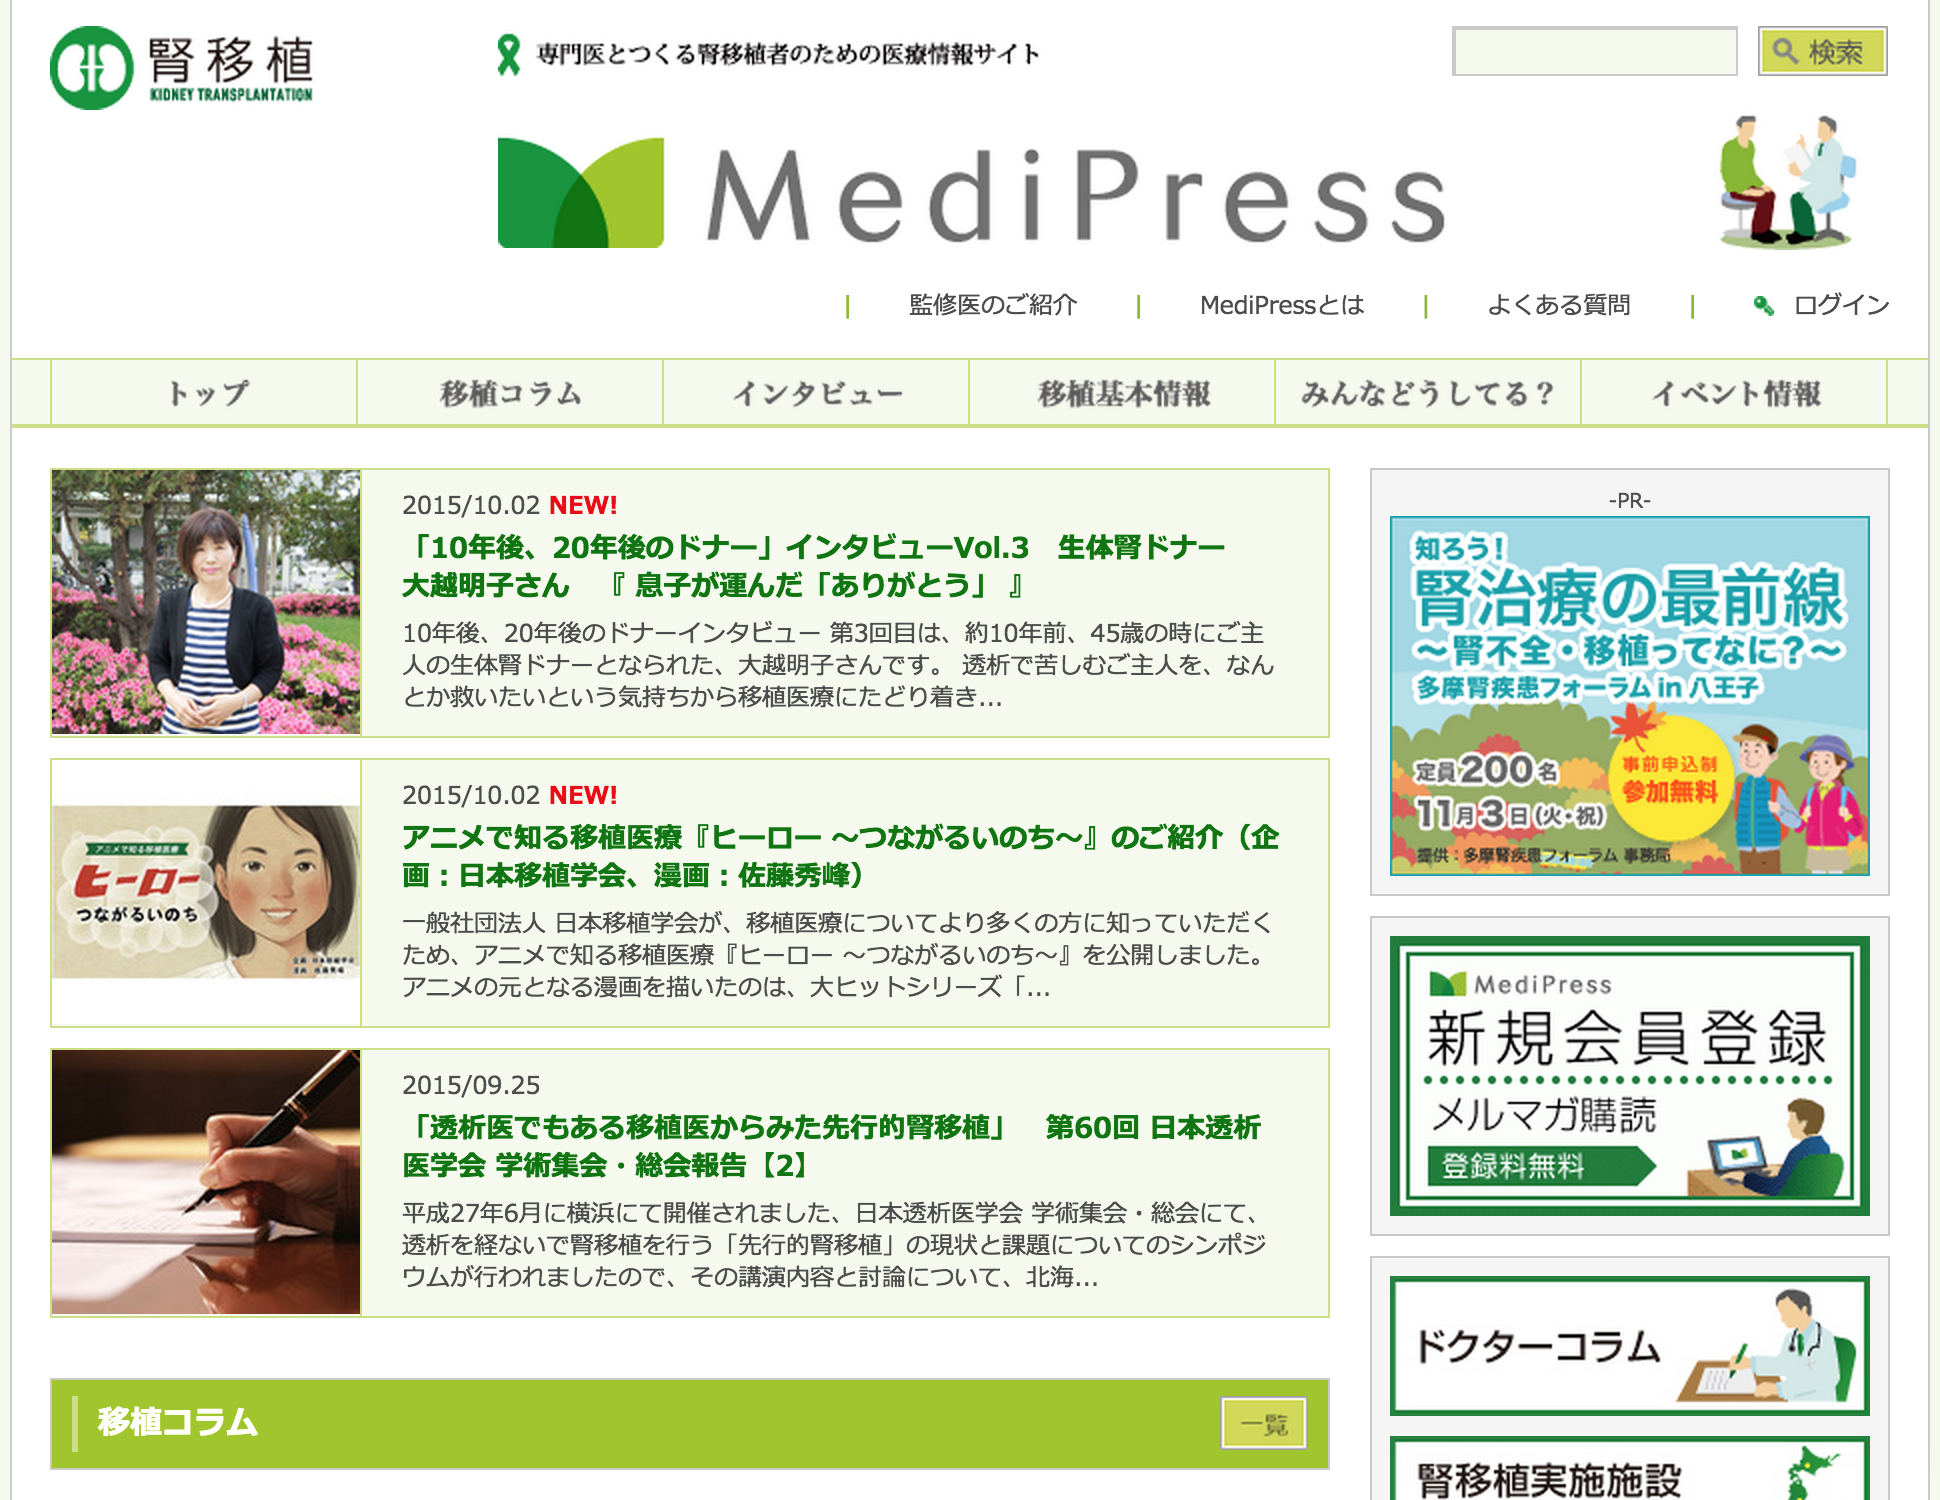 腎移植
KIDNEY TRANSPLANTATION
専門医とつくる腎移植者のための医療情報サイト
検索
MediPress
監修医のご紹介
MediPressとは
よくある質問
ログイン
トップ
移植コラム
インタビュー
移植基本情報
みんなどうしてる？
イベント情報
2015/10.02 NEW!
「10年後、20年後のドナー」インタビューVol.3　生体腎ドナー
大越明子さん　『 息子が運んだ「ありがとう」 』
10年後、20年後のドナーインタビュー 第3回目は、約10年前、45歳の時にご主
人の生体腎ドナーとなられた、大越明子さんです。 透析で苦しむご主人を、なん
とか救いたいという気持ちから移植医療にたどり着き...
アニメで知る移植医療
ヒーロー
つながるいのち
企画：日本移植学会
漫画：佐藤秀峰
2015/10.02 NEW!
アニメで知る移植医療『ヒーロー ～つながるいのち～』のご紹介（企
画：日本移植学会、漫画：佐藤秀峰）
一般社団法人 日本移植学会が、移植医療についてより多くの方に知っていただく
ため、アニメで知る移植医療『ヒーロー ～つながるいのち～』を公開しました。
アニメの元となる漫画を描いたのは、大ヒットシリーズ「...
2015/09.25
「透析医でもある移植医からみた先行的腎移植」　第60回 日本透析
医学会 学術集会・総会報告【2】
平成27年6月に横浜にて開催されました、日本透析医学会 学術集会・総会にて、
透析を経ないで腎移植を行う「先行的腎移植」の現状と課題についてのシンポジ
ウムが行われましたので、その講演内容と討論について、北海...
移植コラム
一覧
-PR-
知ろう！
腎治療の最前線
～腎不全・移植ってなに？～
多摩腎疾患フォーラム in 八王子
定員200名
11月3日（火・祝）
事前申込制
参加無料
提供：多摩腎疾患フォーラム 事務局
MediPress
新規会員登録
メルマガ購読
登録料無料
ドクターコラム
腎移植実施施設